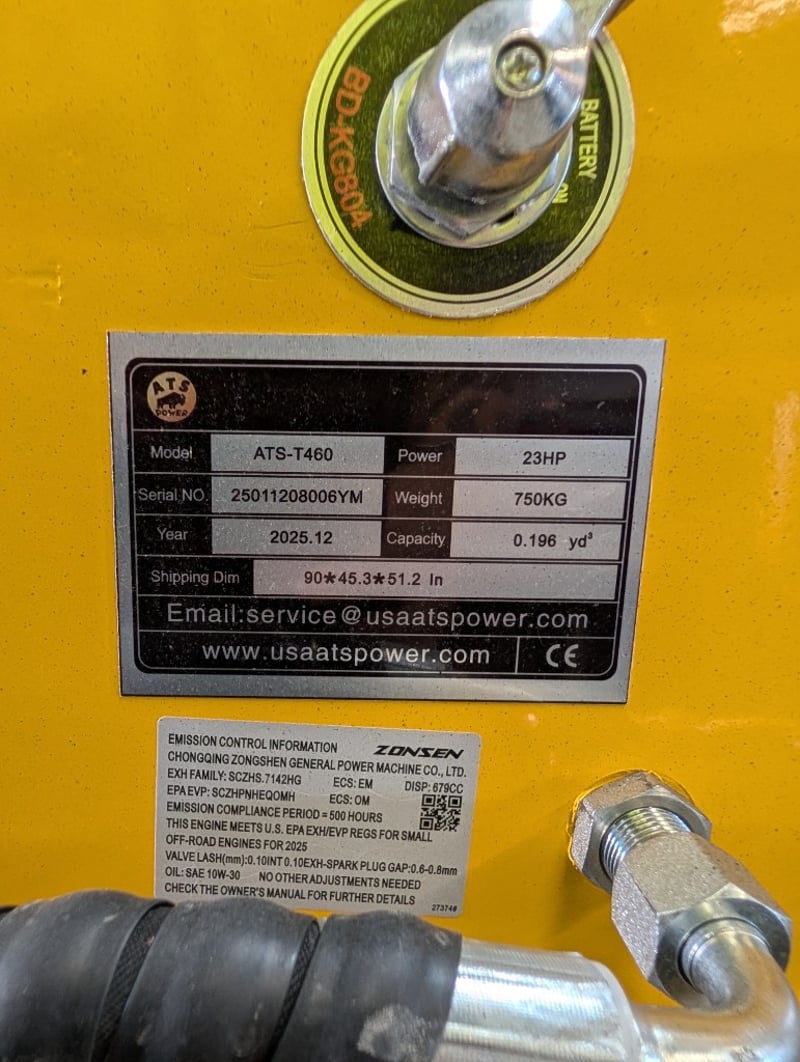 BD-KG804
BATTERY
ON
ATS
POWER
Model ATS-T460 Power 23HP
Serial NO. 25011208006YM Weight 750KG
Year 2025.12 Capacity 0.196 yd³
Shipping Dim 90*45.3*51.2 In
Email:service@usaatspower.com
www.usaatspower.com CE
EMISSION CONTROL INFORMATION ZONSEN
CHONGQING ZONGSHEN GENERAL POWER MACHINE CO., LTD.
EXH FAMILY: SCZHS.7142HG ECS: EM DISP: 679CC
EPA EVP: SCZHPNHEQOMH ECS: OM
EMISSION COMPLIANCE PERIOD = 500 HOURS
THIS ENGINE MEETS U.S. EPA EXH/EVP REGS FOR SMALL
OFF-ROAD ENGINES FOR 2025
VALVE LASH(mm):0.10INT 0.10EXH-SPARK PLUG GAP:0.6-0.8mm
OIL: SAE 10W-30 NO OTHER ADJUSTMENTS NEEDED
CHECK THE OWNER'S MANUAL FOR FURTHER DETAILS